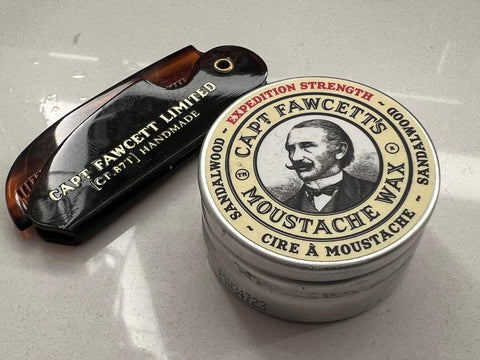 CAPT FAWCETT LIMITED
[CF.87T] HANDMADE
EXPEDITION STRENGTH
SANDALWOOD
SANDALWOOD
CAPT FAWCETT'S
MOUSTACHE WAX
CIRE À MOUSTACHE